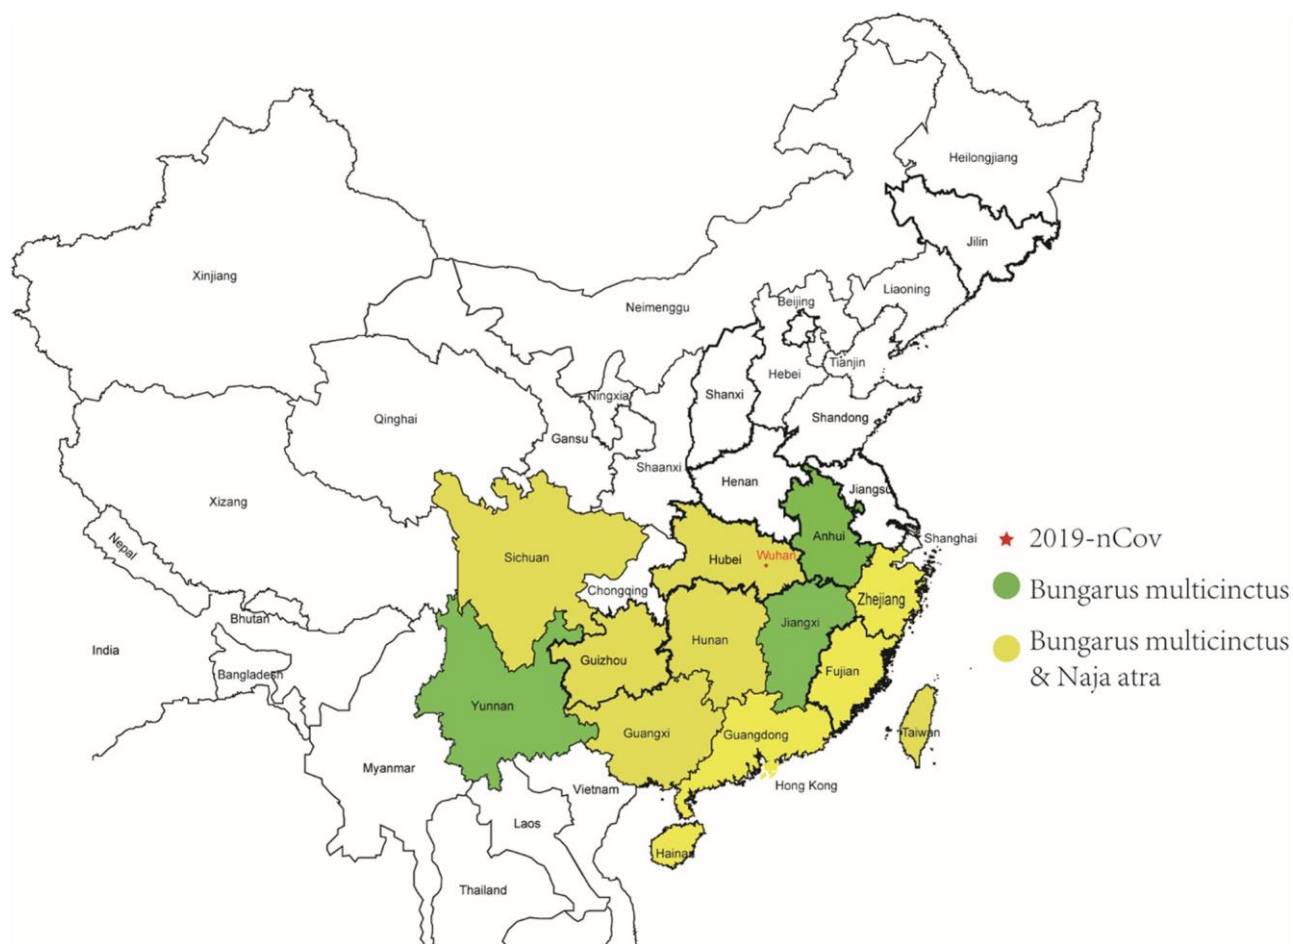 Heilongjiang
Jilin
Xinjiang
Liaoning
Beijing
Neimenggu
Tianjin
Hebei
Shanxi
Ningxia
Shandong
Qinghai
Gansu
Shaanxi
Henan
Jiangsu
Xizang
Anhui
Shanghai
Nepal
Wuhan
Hubei
Sichuan
Chongqing
Zhejiang
Bhutan
Jiangxi
Hunan
India
Guizhou
Bangladesh
Fujian
Yunnan
Guangxi
Guangdong
Taiwan
Myanmar
Hong Kong
Vietnam
Laos
Hainan
Thailand
2019-nCov
Bungarus multicinctus
Bungarus multicinctus
& Naja atra